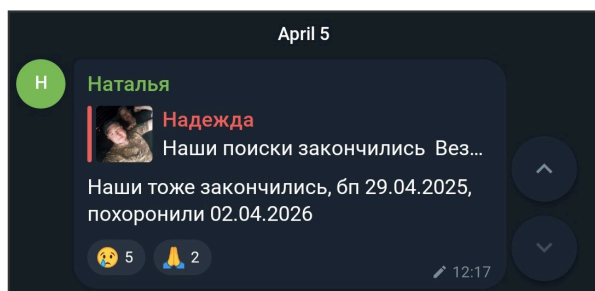 April 5
Н
Наталья
Надежда
Наши поиски закончились Вез...
Наши тоже закончились, бп 29.04.2025,
похоронили 02.04.2026
😢 5 🙏 2
12:17